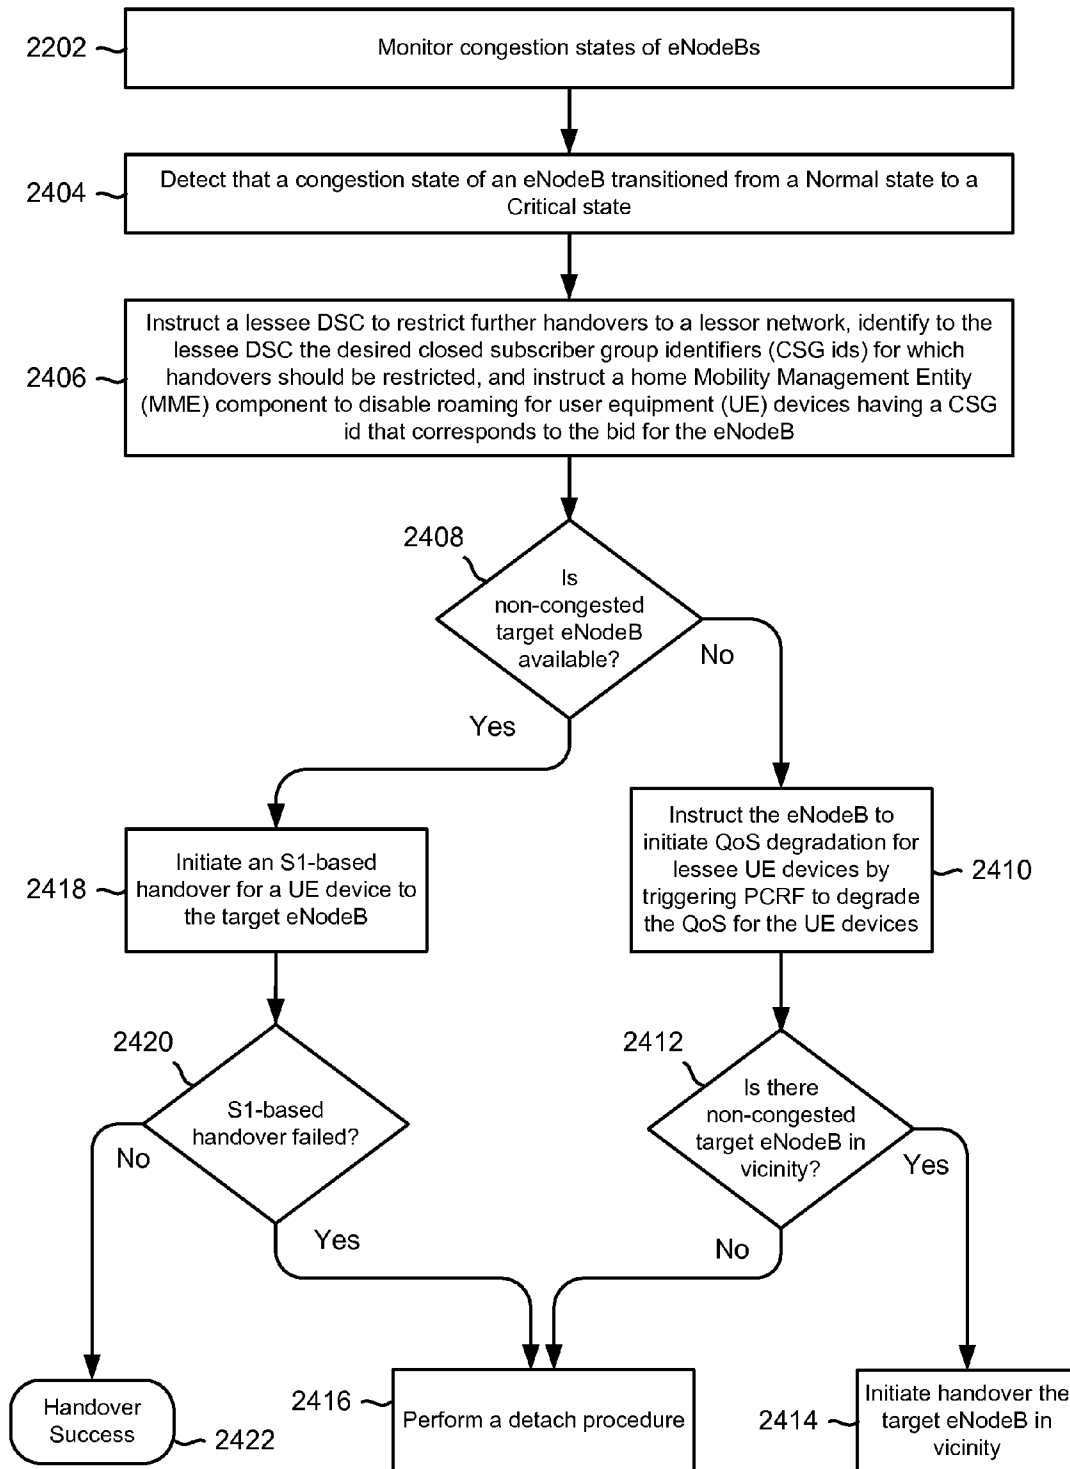 2202
Monitor congestion states of eNodeBs
2404
Detect that a congestion state of an eNodeB transitioned from a Normal state to a
Critical state
2406
Instruct a lessee DSC to restrict further handovers to a lessor network, identify to the
lessee DSC the desired closed subscriber group identifiers (CSG ids) for which
handovers should be restricted, and instruct a home Mobility Management Entity
(MME) component to disable roaming for user equipment (UE) devices having a CSG
id that corresponds to the bid for the eNodeB
2408
Is
non-congested
target eNodeB
available?
No
Yes
2418
Initiate an S1-based
handover for a UE device to
the target eNodeB
Instruct the eNodeB to
initiate QoS degradation for
lessee UE devices by
triggering PCRF to degrade
the QoS for the UE devices
2410
2420
S1-based
handover failed?
No
Yes
2412
Is there
non-congested
target eNodeB in
vicinity?
Yes
No
Handover
Success
2422
2416
Perform a detach procedure
2414
Initiate handover the
target eNodeB in
vicinity